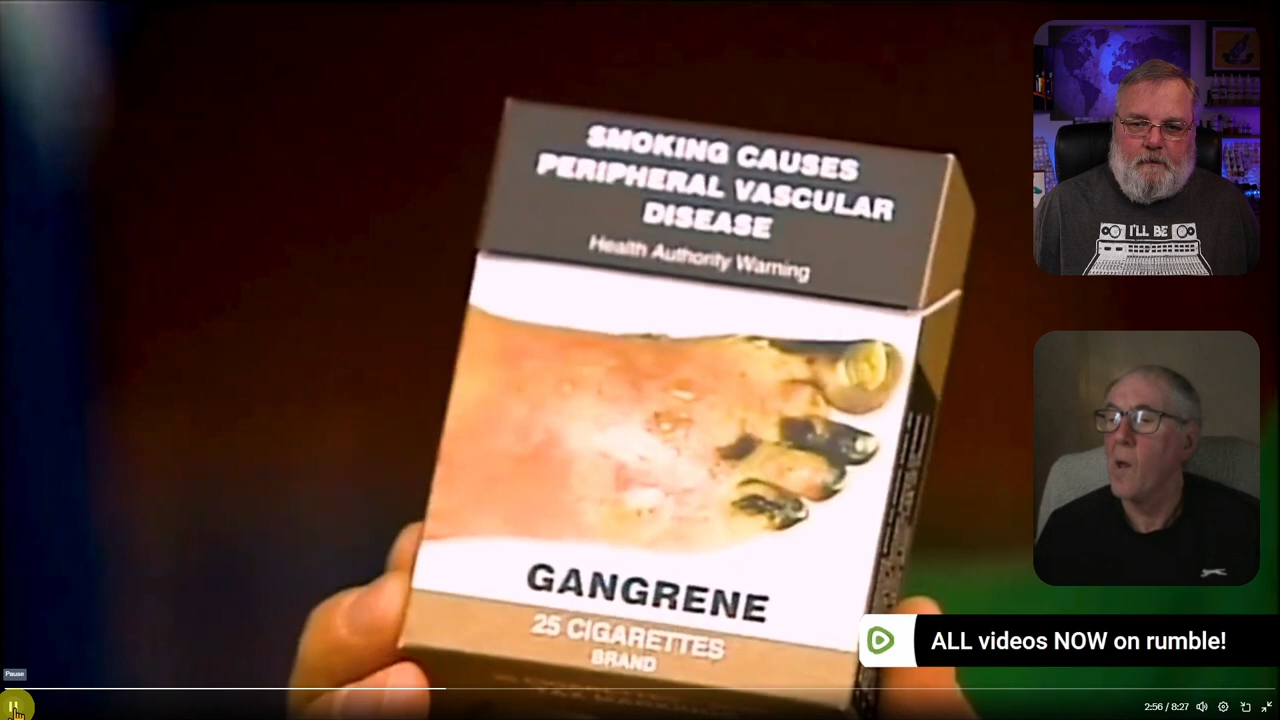 SMOKING CAUSES
PERIPHERAL VASCULAR
DISEASE
Health Authority Warning
GANGRENE
25 CIGARETTES
BRAND
I'LL BE
ALL videos NOW on rumble!
Pause
2:56 / 8:27